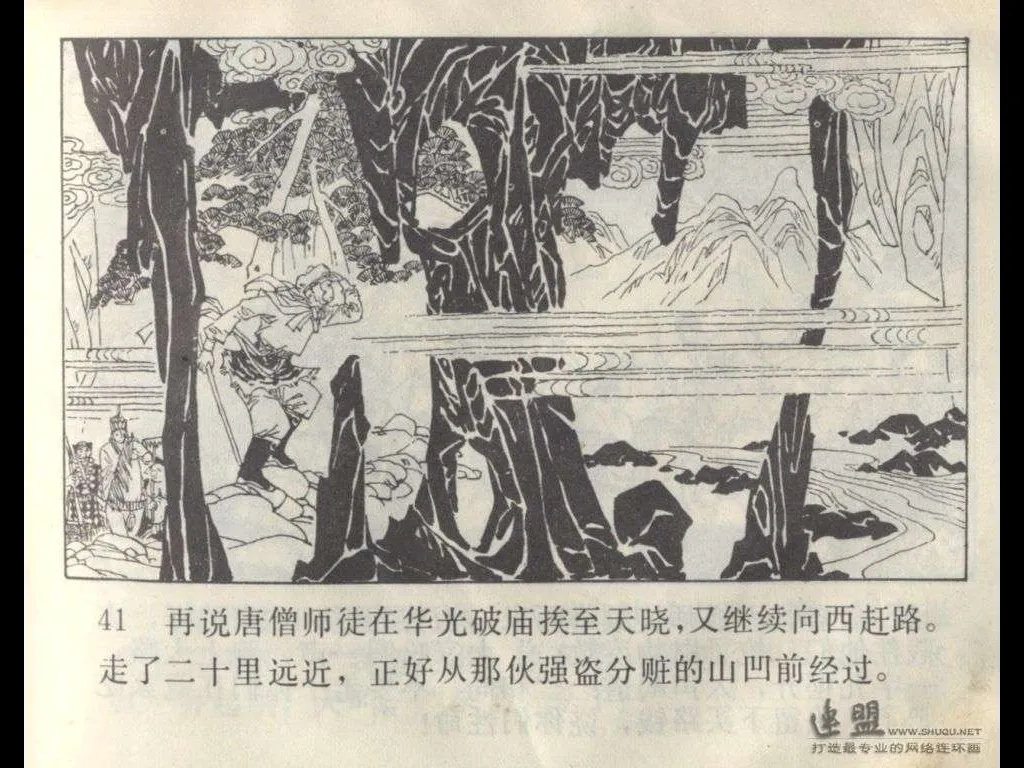 41 再说唐僧师徒在华光破庙挨至天晓，又继续向西赶路。
走了二十里远近，正好从那伙强盗分赃的山凹前经过。
连盟 WWW.SHUQU.NET
打造最专业的网络连环画